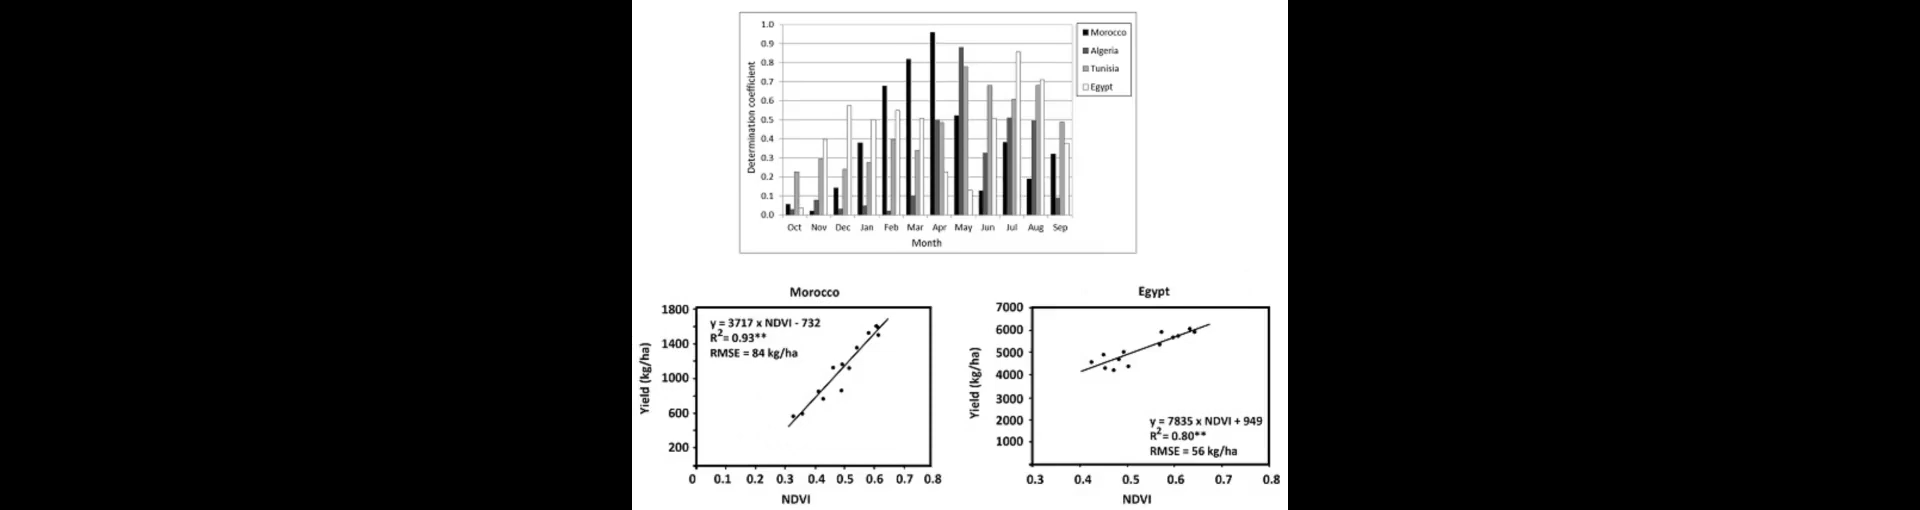 1.0
0.9
0.8
0.7
0.6
0.5
0.4
0.3
0.2
0.1
0.0
Determination coefficient
Oct Nov Dec Jan Feb Mar Apr May Jun Jul Aug Sep
Month
Morocco
Algeria
Tunisia
Egypt
Morocco
1800
1400
1000
600
200
Yield (kg/ha)
y = 3717 x NDVI - 732
R2= 0.93**
RMSE = 84 kg/ha
0 0.1 0.2 0.3 0.4 0.5 0.6 0.7 0.8
NDVI
Egypt
7000
6000
5000
4000
3000
2000
1000
Yield (kg/ha)
y = 7835 x NDVI + 949
R2= 0.80**
RMSE = 56 kg/ha
0.3 0.4 0.5 0.6 0.7 0.8
NDVI